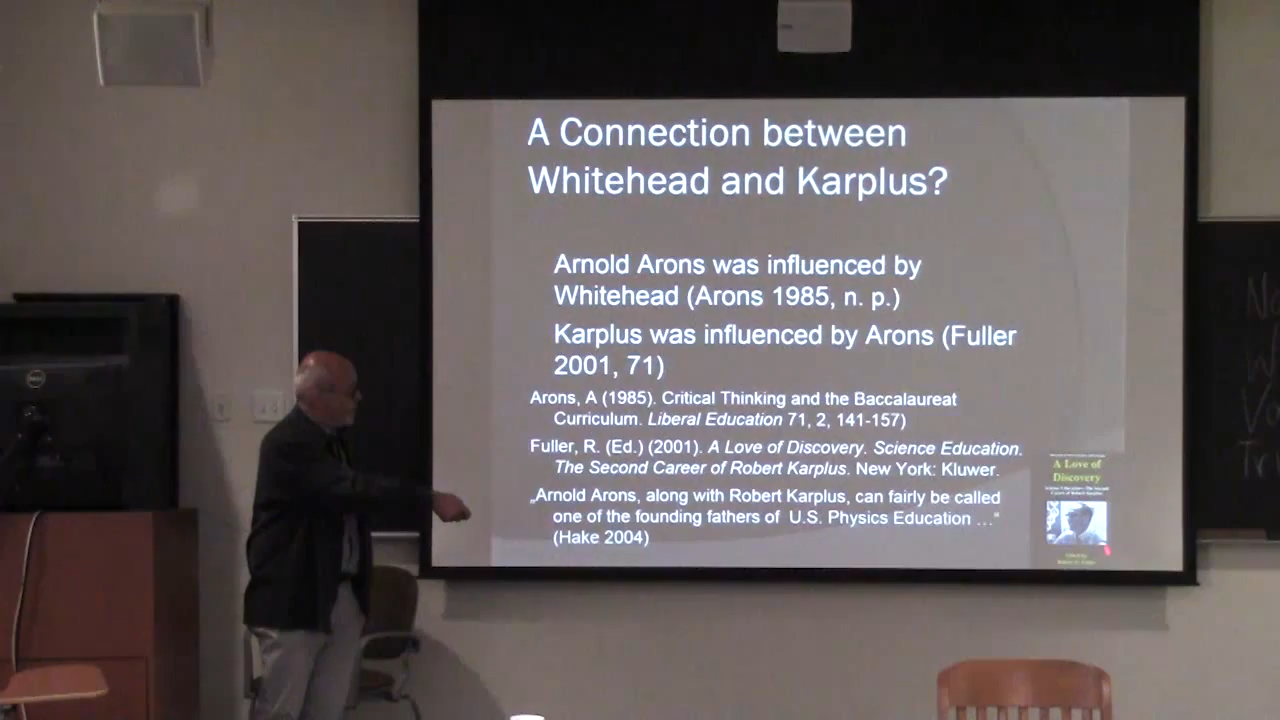 A Connection between
Whitehead and Karplus?
Arnold Arons was influenced by
Whitehead (Arons 1985, n. p.)
Karplus was influenced by Arons (Fuller
2001, 71)
Arons, A (1985). Critical Thinking and the Baccalaureat
Curriculum. Liberal Education 71, 2, 141-157)
Fuller, R. (Ed.) (2001). A Love of Discovery. Science Education.
The Second Career of Robert Karplus. New York: Kluwer.
„Arnold Arons, along with Robert Karplus, can fairly be called
one of the founding fathers of U.S. Physics Education …“
(Hake 2004)
A Love of
Discovery
DELL